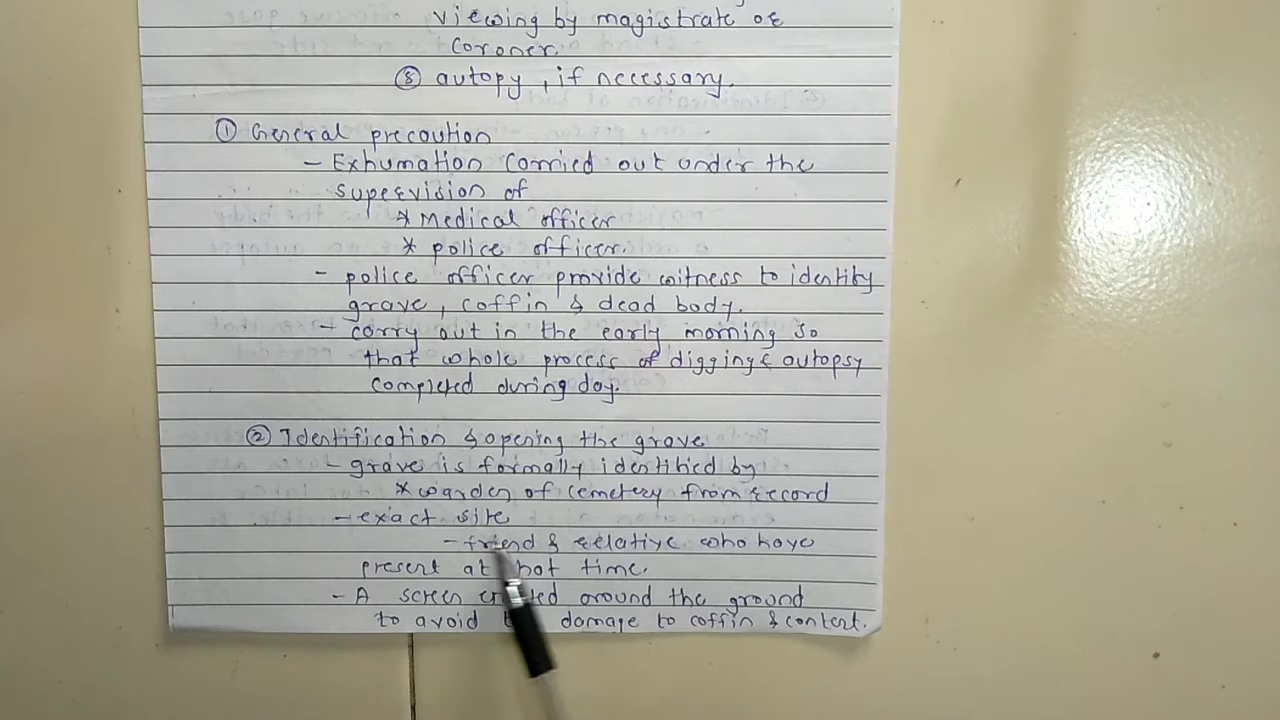 viewing by magistrate or
coroner.
⑧ autopy, if necessary.
① General precaution
- Exhumation carried out under the
supervision of
* Medical officer
* police officer.
- police officer provide witness to identity
grave, coffin & dead body.
- carry out in the early morning so
that whole process of digging & autopsy
completed during day.
② Identification & opening the grave
- grave is formally identified by
* warden of cemetery from record
- exact site
- friend & relative who have
present at that time.
- A screen around the ground
to avoid damage to coffin & content.